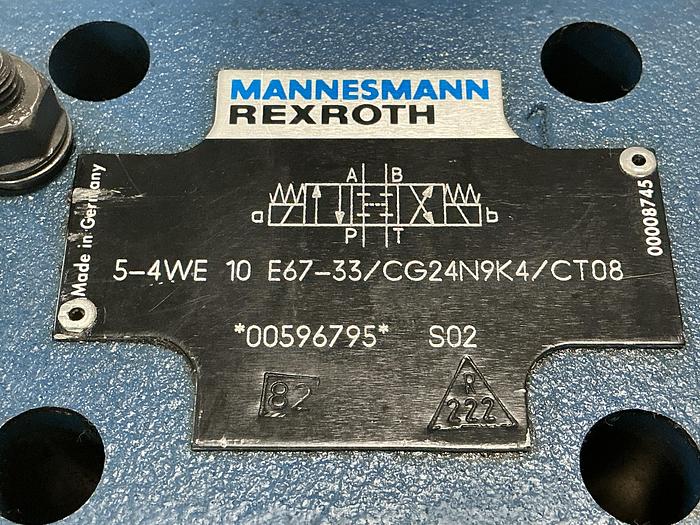 MANNESMANN
REXROTH
Made in Germany
00008745
A B
a b
P T
5-4WE 10 E67-33/CG24N9K4/CT08
*00596795* S02
82
R
222